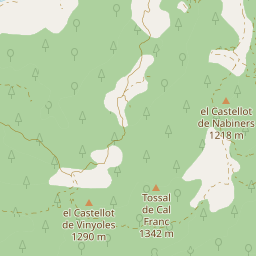 el Castellot
de Nabiners
1218 m
Tossal
de Cal
Franc
1342 m
el Castellot
de Vinyoles
1290 m